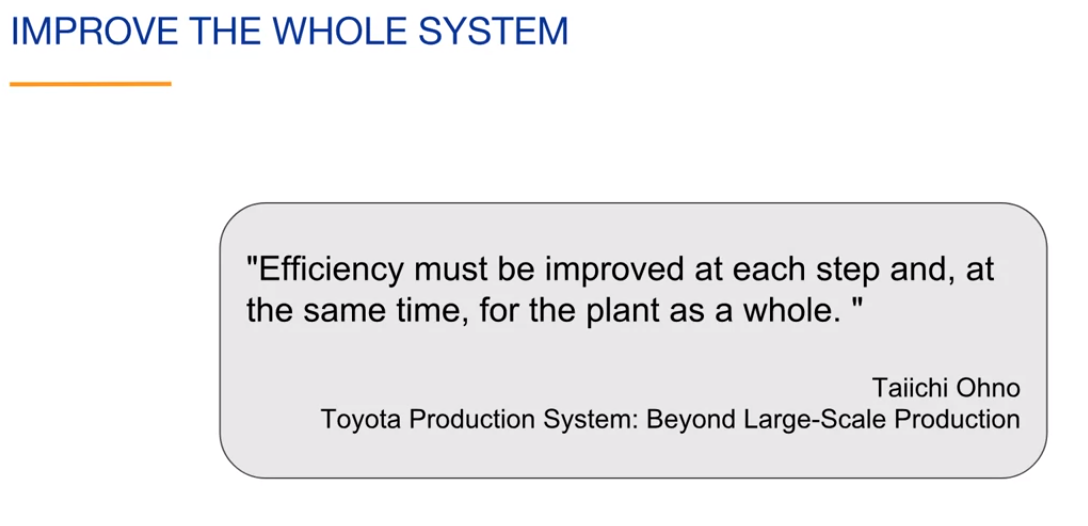 IMPROVE THE WHOLE SYSTEM
"Efficiency must be improved at each step and, at
the same time, for the plant as a whole. "
Taiichi Ohno
Toyota Production System: Beyond Large-Scale Production